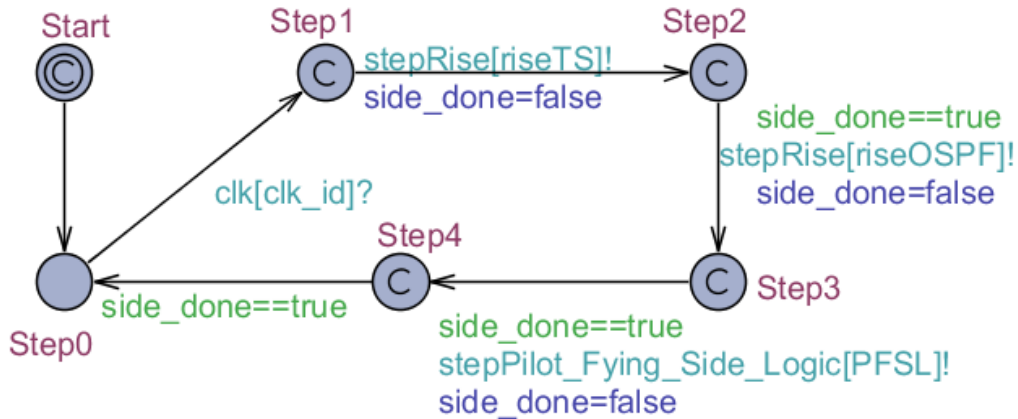 Start
Step1
Step2
C
C
C
stepRise[riseTS]!
side_done=false
side_done==true
stepRise[riseOSPF]!
side_done=false
clk[clk_id]?
Step4
C
C
Step3
side_done==true
Step0
side_done==true
stepPilot_Fying_Side_Logic[PFSL]!
side_done=false